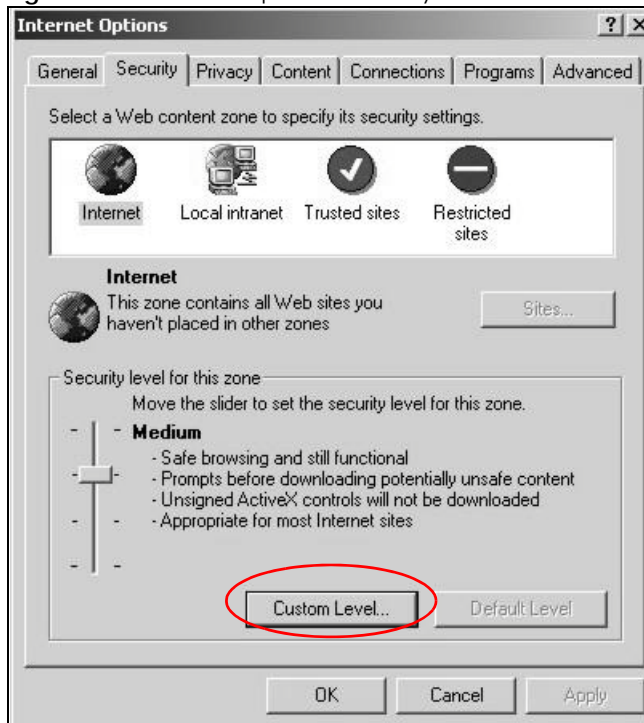 Internet Options
?
General Security Privacy Content Connections Programs Advanced
Select a Web content zone to specify its security settings.
Internet Local intranet Trusted sites Restricted
sites
Internet
This zone contains all Web sites you
haven't placed in other zones
Sites...
Security level for this zone
Move the slider to set the security level for this zone.
Medium
- Safe browsing and still functional
- Prompts before downloading potentially unsafe content
- Unsigned ActiveX controls will not be downloaded
- Appropriate for most Internet sites
Custom Level... Default Level
OK Cancel Apply